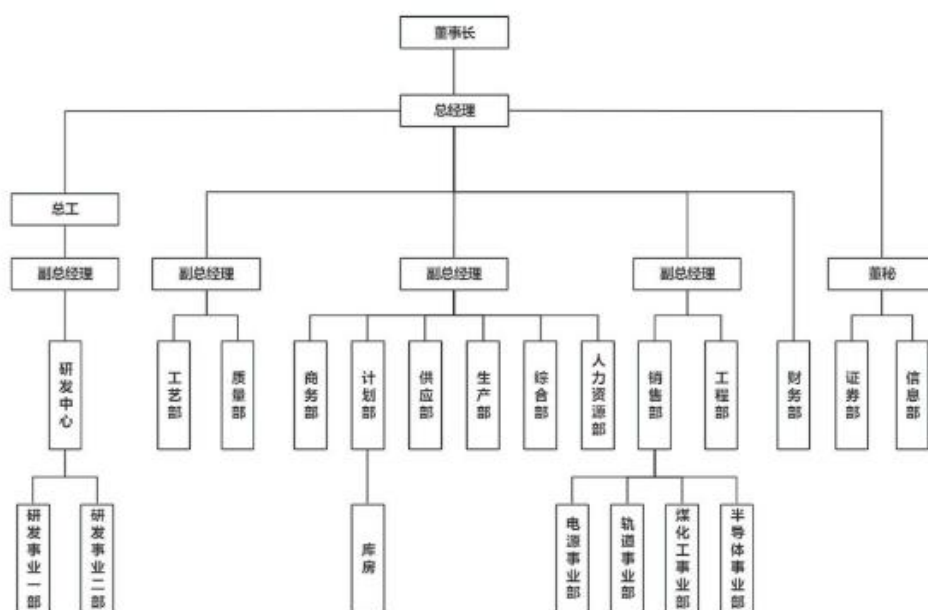 董事长
总经理
总工
副总经理
副总经理
副总经理
副总经理
董秘
研发中心
工艺部
质量部
商务部
计划部
供应部
生产部
综合部
人力资源部
销售部
工程部
财务部
证券部
信息部
研发事业一部
研发事业二部
库房
电源事业部
轨道事业部
煤化工事业部
半导体事业部